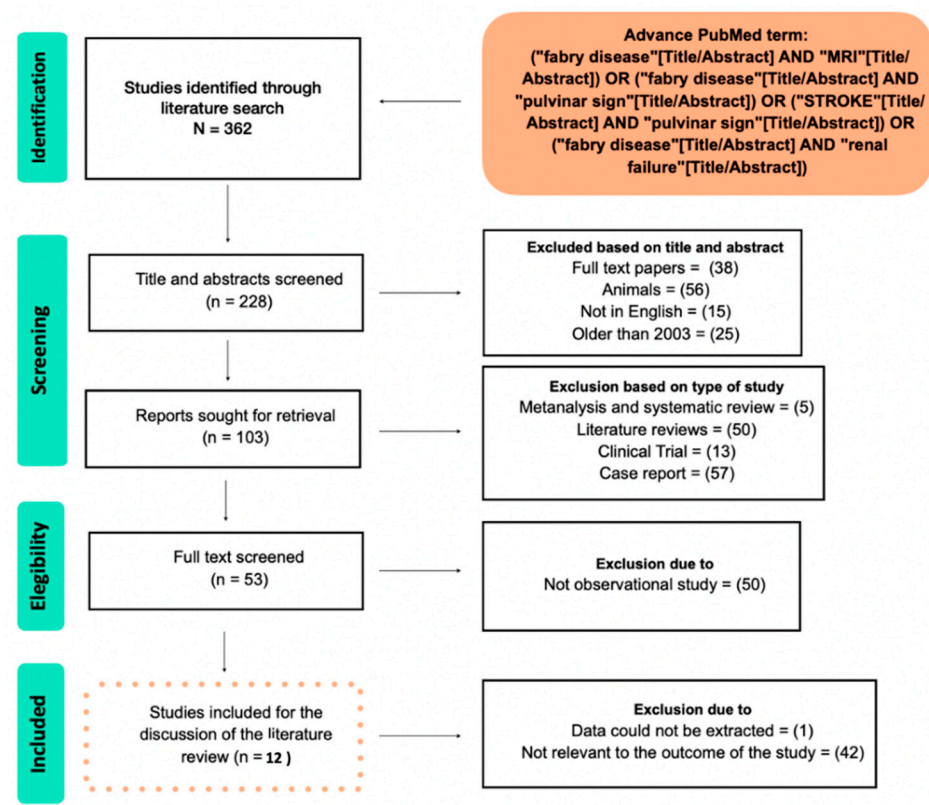 Identification
Studies identified through
literature search
N = 362
Advance PubMed term:
("fabry disease"[Title/Abstract] AND "MRI"[Title/
Abstract]) OR ("fabry disease"[Title/Abstract] AND
"pulvinar sign"[Title/Abstract]) OR ("STROKE"[Title/
Abstract] AND "pulvinar sign"[Title/Abstract]) OR
("fabry disease"[Title/Abstract] AND "renal
failure"[Title/Abstract])
Screening
Title and abstracts screened
(n = 228)
Excluded based on title and abstract
Full text papers = (38)
Animals = (56)
Not in English = (15)
Older than 2003 = (25)
Reports sought for retrieval
(n = 103)
Exclusion based on type of study
Metanalysis and systematic review = (5)
Literature reviews = (50)
Clinical Trial = (13)
Case report = (57)
Elegibility
Full text screened
(n = 53)
Exclusion due to
Not observational study = (50)
Included
Studies included for the
discussion of the literature
review (n = 12 )
Exclusion due to
Data could not be extracted = (1)
Not relevant to the outcome of the study = (42)